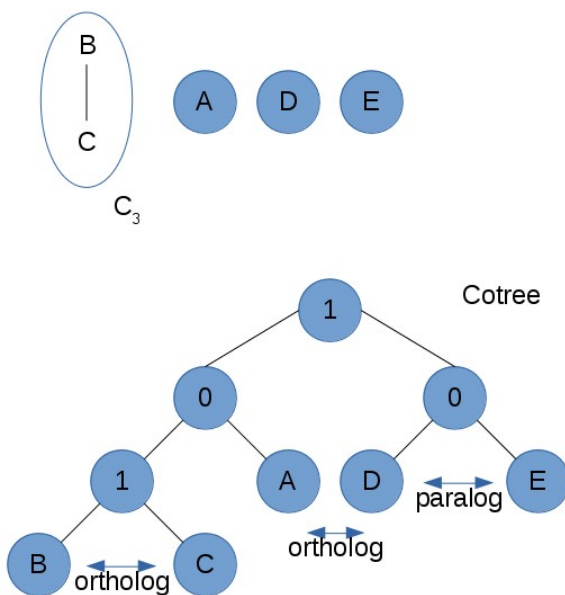 B
A D E
C
C₃
Cotree
1
0 0
1 A D E
paralog
ortholog
B C
ortholog